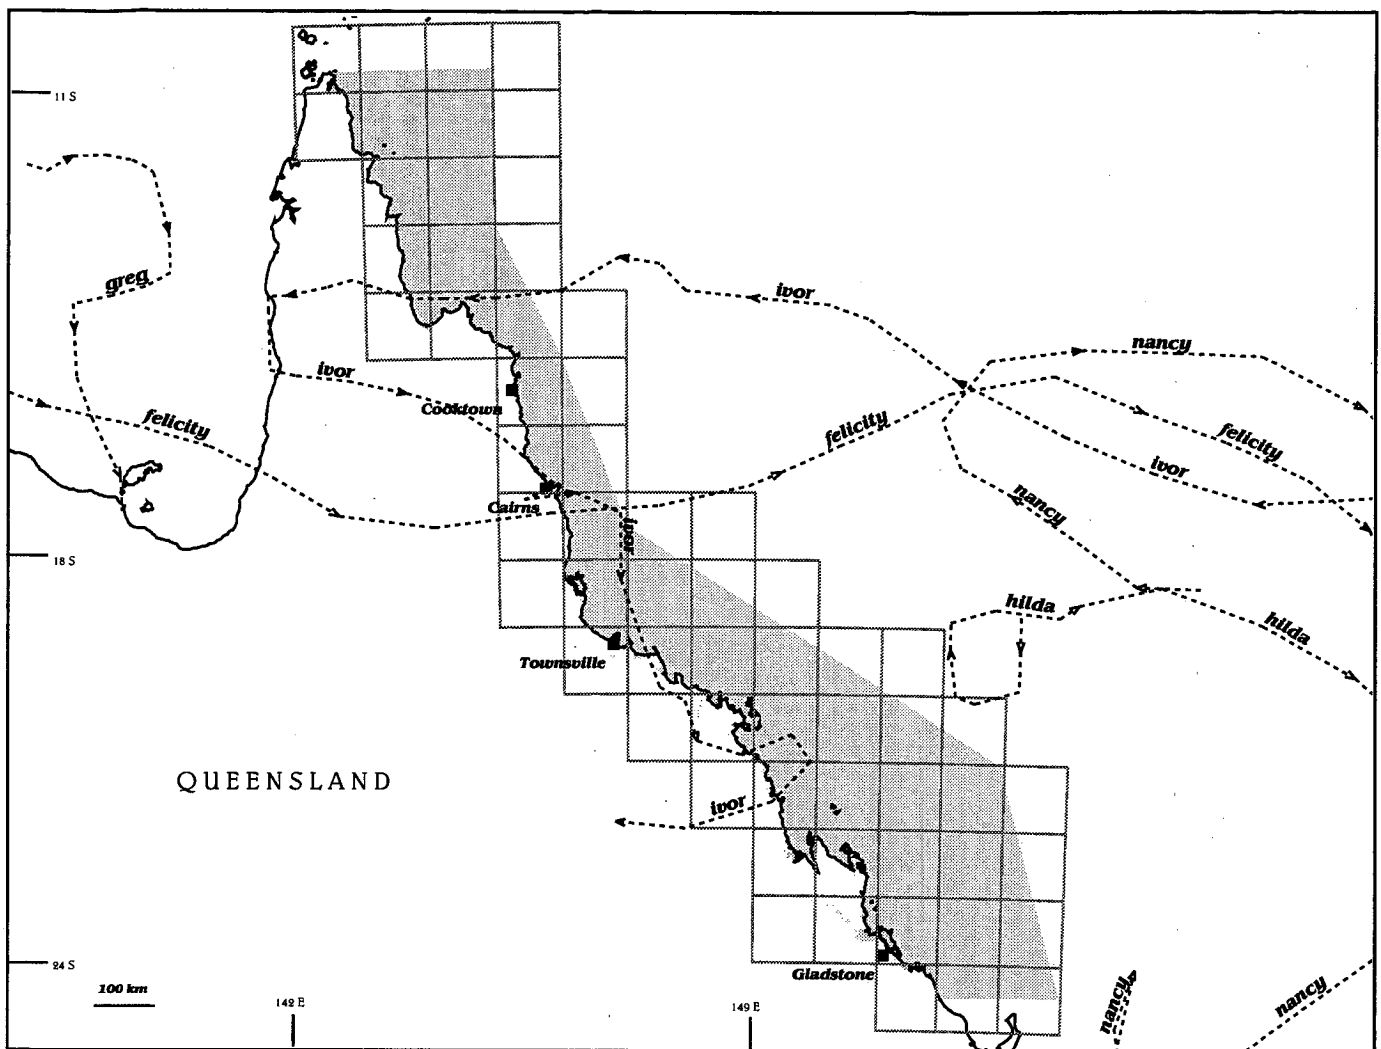 11 S
greg
ivor
nancy
ivor
Cooktown
felicity
felicity
felicity
ivor
nancy
Cairns
ivor
18 S
hilda
hilda
Townsville
QUEENSLAND
ivor
24 S
Gladstone
100 km
142 E
149 E
nancy
nancy